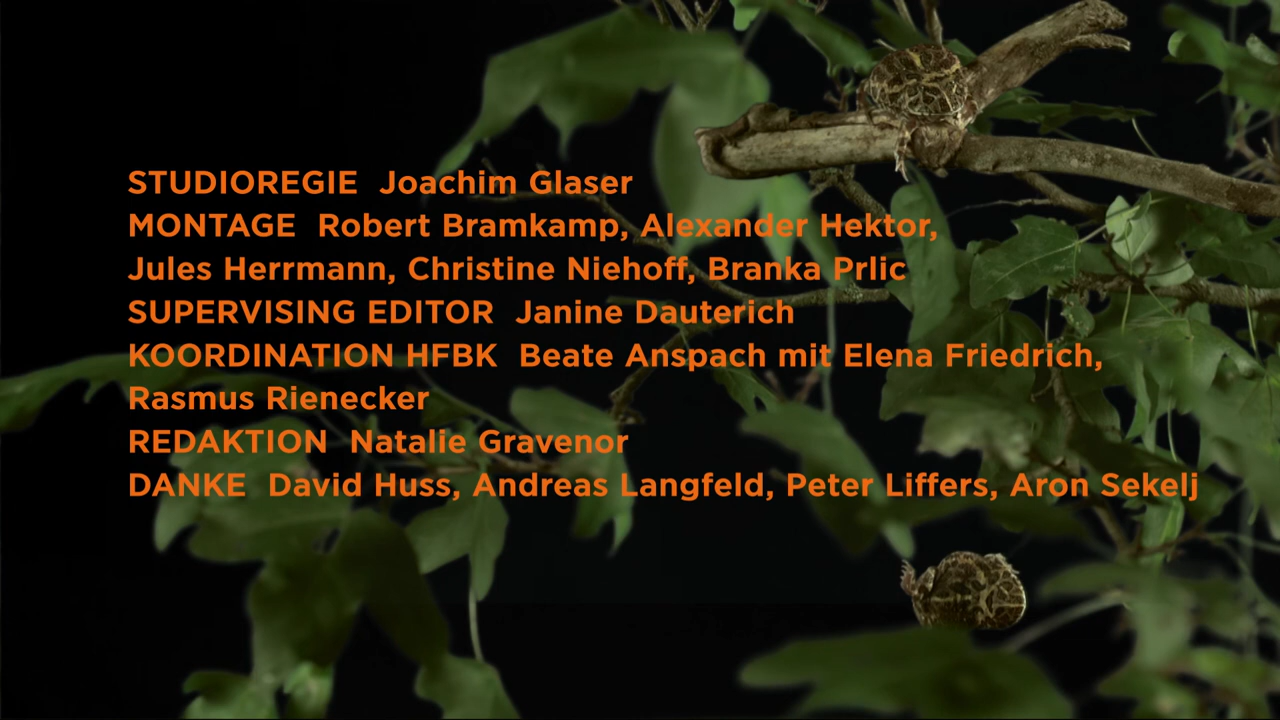 STUDIOREGIE Joachim Glaser
MONTAGE Robert Bramkamp, Alexander Hektor,
Jules Herrmann, Christine Niehoff, Branka Prlic
SUPERVISING EDITOR Janine Dauterich
KOORDINATION HFBK Beate Anspach mit Elena Friedrich,
Rasmus Rienecker
REDAKTION Natalie Gravenor
DANKE David Huss, Andreas Langfeld, Peter Liffers, Aron Sekelj